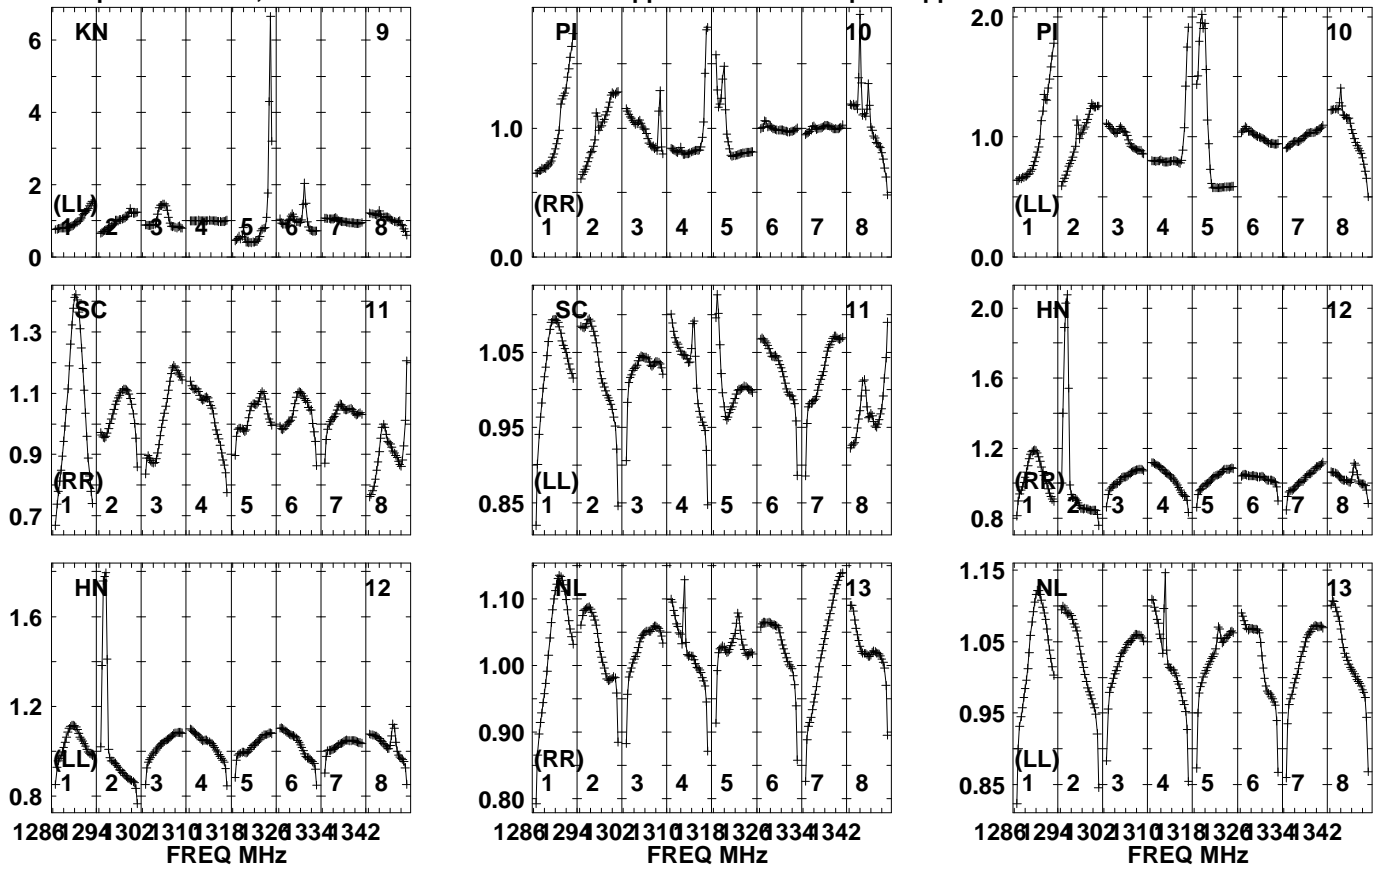 KN 9
6
4
2
0
(LL)
1 2 3 4 5 6 7 8
PI 10
1.0
0.0
(RR)
1 2 3 4 5 6 7 8
PI 10
2.0
1.0
0.0
(LL)
1 2 3 4 5 6 7 8
SC 11
1.3
1.1
0.9
0.7
(RR)
1 2 3 4 5 6 7 8
SC 11
1.05
0.95
0.85
(LL)
1 2 3 4 5 6 7 8
HN 12
2.0
1.6
1.2
0.8
(RR)
1 2 3 4 5 6 7 8
HN 12
1.6
1.2
0.8
(LL)
1 2 3 4 5 6 7 8
1286 1294 1302 1310 1318 1326 1334 1342
FREQ MHz
NL 13
1.10
1.00
0.90
0.80
(RR)
1 2 3 4 5 6 7 8
1286 1294 1302 1310 1318 1326 1334 1342
FREQ MHz
NL 13
1.15
1.05
0.95
0.85
(LL)
1 2 3 4 5 6 7 8
1286 1294 1302 1310 1318 1326 1334 1342
FREQ MHz